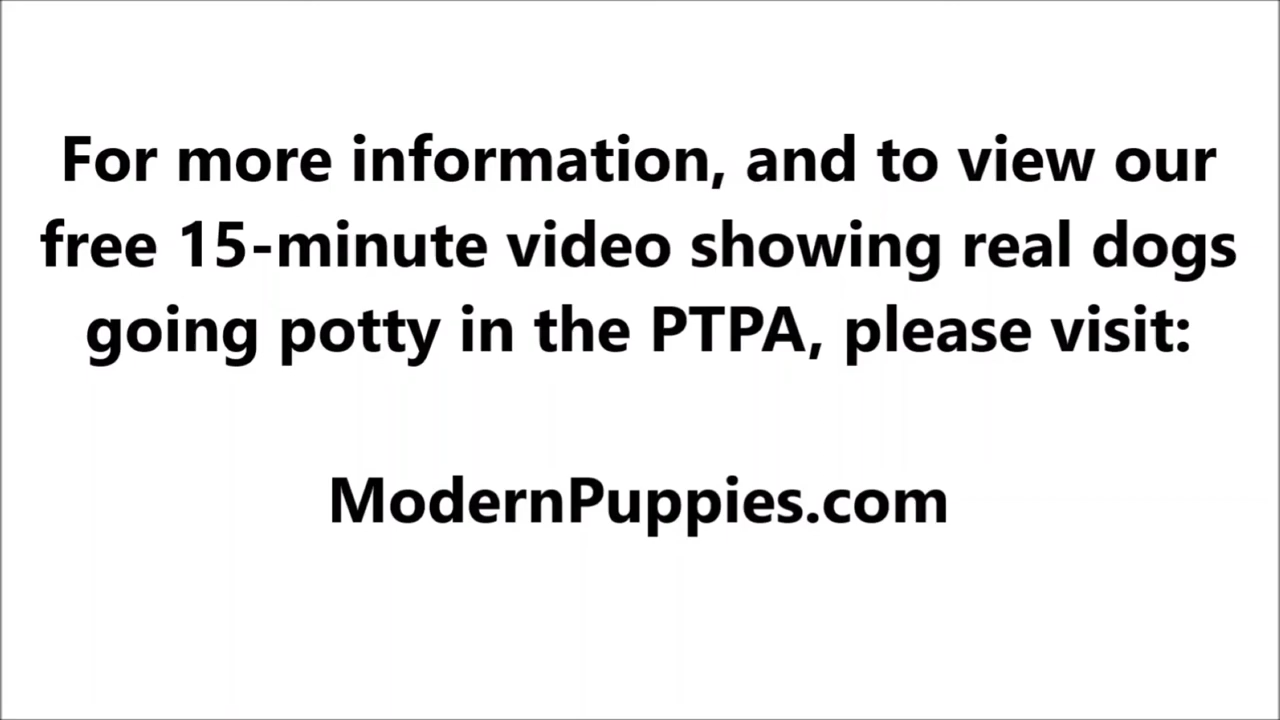 For more information, and to view our
free 15-minute video showing real dogs
going potty in the PTPA, please visit:
ModernPuppies.com